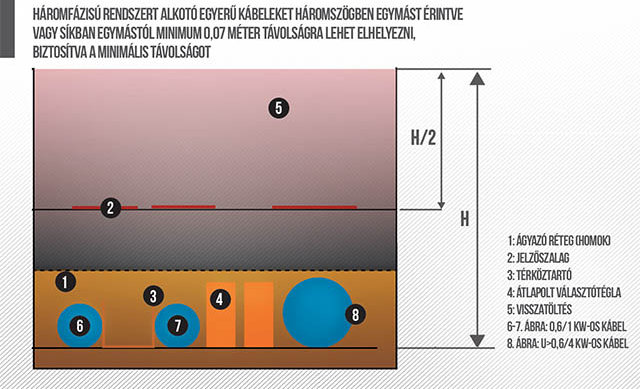 HÁROMFÁZISÚ RENDSZERT ALKOTÓ EGYERŰ KÁBELEKET HÁROMSZÖGBEN EGYMÁST ÉRINTVE
VAGY SÍKBAN EGYMÁSTÓL MINIMUM 0,07 MÉTER TÁVOLSÁGRA LEHET ELHELYEZNI,
BIZTOSÍTVA A MINIMÁLIS TÁVOLSÁGOT
5
H/2
2
H
1
3
4
6
7
8
1: ÁGYAZÓ RÉTEG (HOMOK)
2: JELZŐSZALAG
3: TÉRKÖZTARTÓ
4: ÁTLAPOLT VÁLASZTÓTÉGLA
5: VISSZATÖLTÉS
6-7. ÁBRA: 0,6/1 KW-OS KÁBEL
8. ÁBRA: U>0,6/4 KW-OS KÁBEL